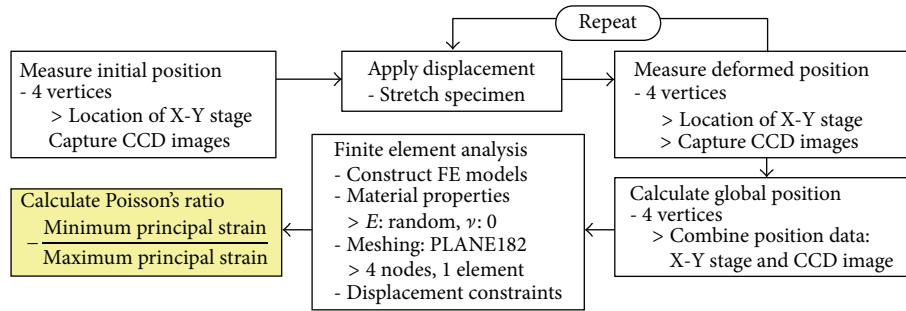 Repeat
Measure initial position
- 4 vertices
> Location of X-Y stage
Capture CCD images
Apply displacement
- Stretch specimen
Measure deformed position
- 4 vertices
> Location of X-Y stage
> Capture CCD images
Calculate global position
- 4 vertices
> Combine position data:
X-Y stage and CCD image
Finite element analysis
- Construct FE models
- Material properties
> E: random, ν: 0
- Meshing: PLANE182
> 4 nodes, 1 element
- Displacement constraints
Calculate Poisson's ratio
− Minimum principal strain
Maximum principal strain